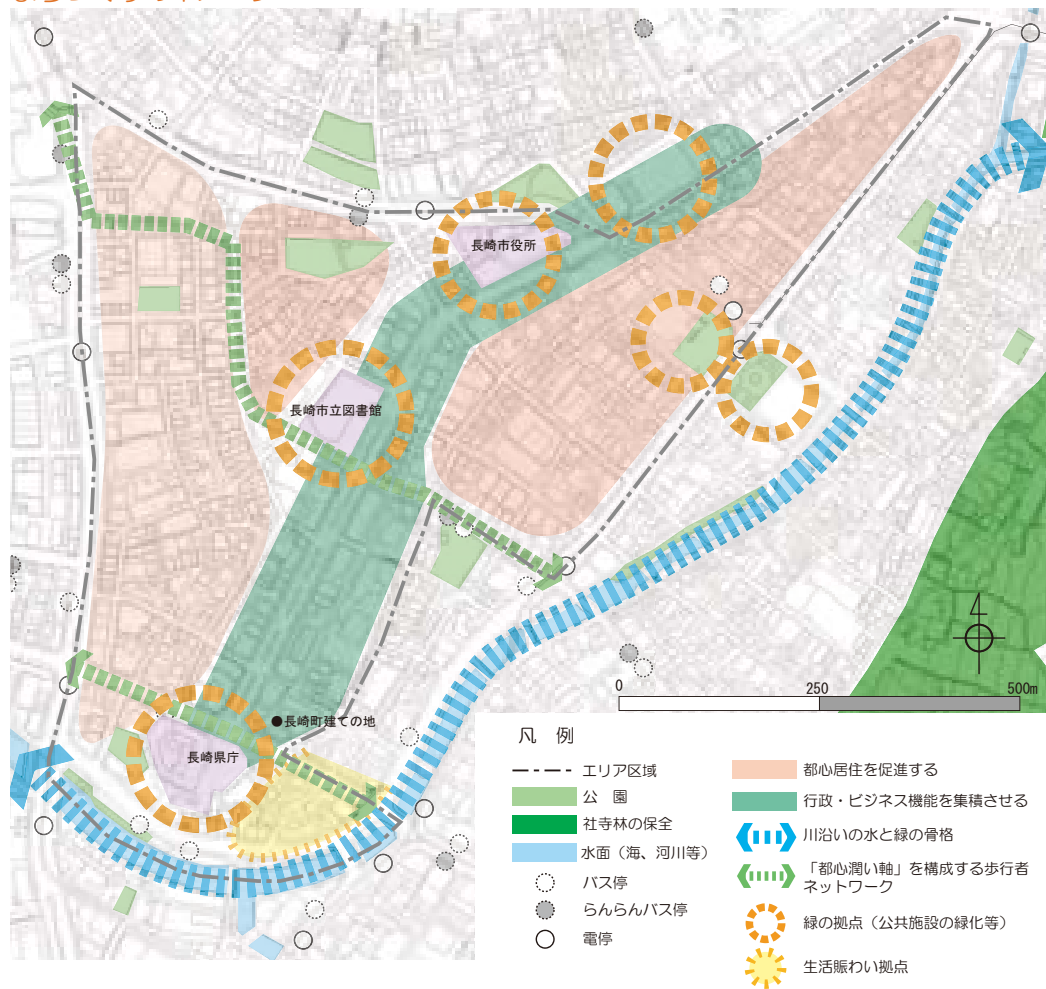 長崎市役所
長崎市立図書館
●長崎町建ての地
長崎県庁
0 250 500m
凡 例
エリア区域
公 園
社寺林の保全
水面（海、河川等）
バス停
らんらんバス停
電停
都心居住を促進する
行政・ビジネス機能を集積させる
川沿いの水と緑の骨格
「都心潤い軸」を構成する歩行者
ネットワーク
緑の拠点（公共施設の緑化等）
生活賑わい拠点